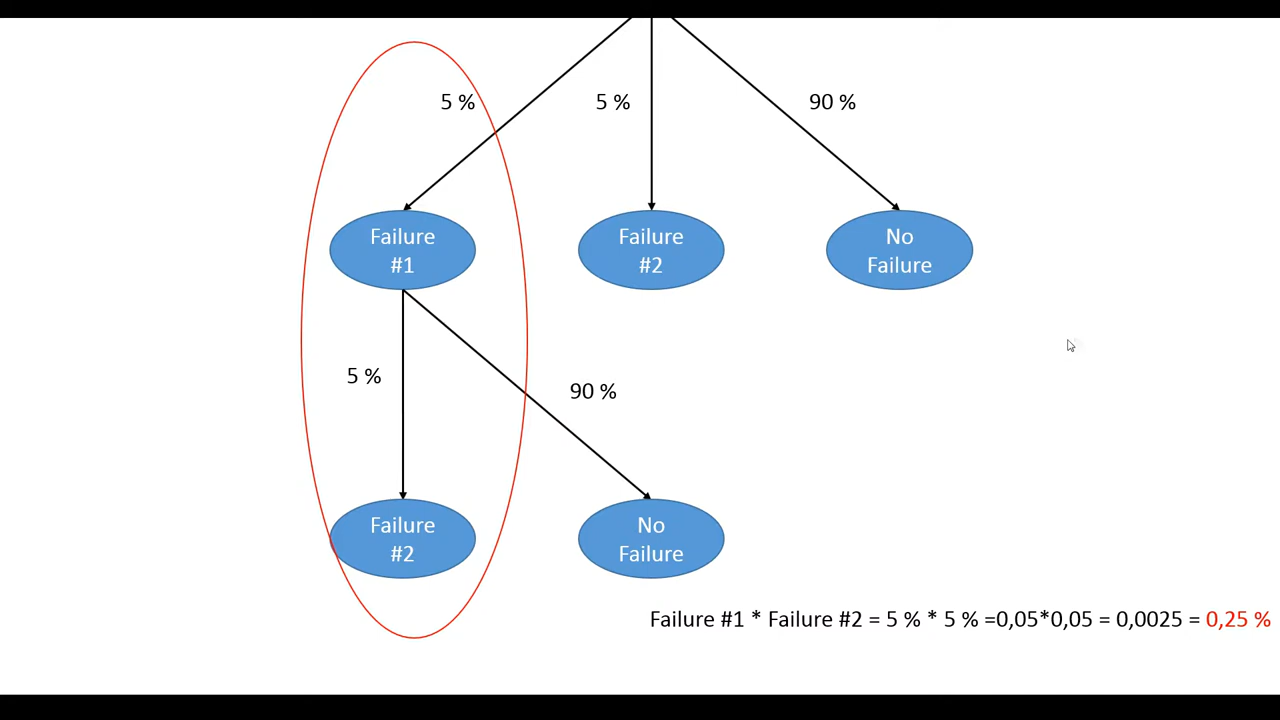 5 %
5 %
90 %
Failure
#1
Failure
#2
No
Failure
5 %
90 %
Failure
#2
No
Failure
Failure #1 * Failure #2 = 5 % * 5 % =0,05*0,05 = 0,0025 = 0,25 %